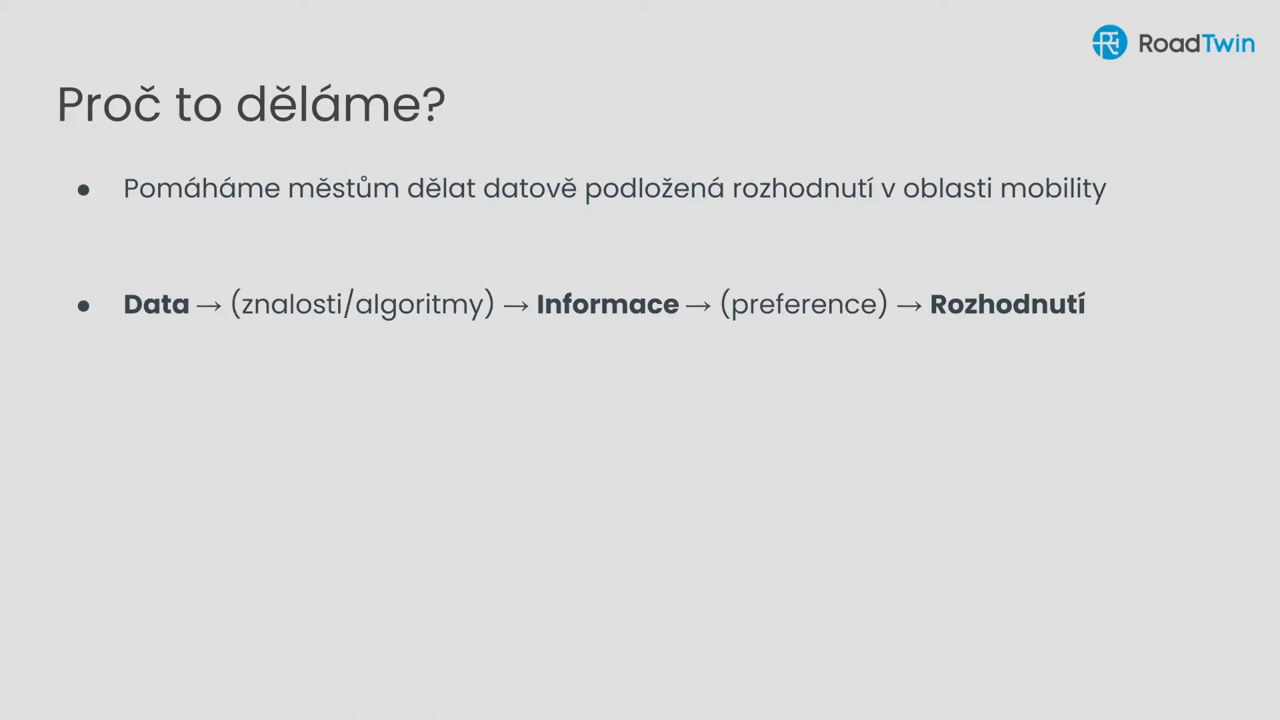 RoadTwin
Proč to děláme?
● Pomáháme městům dělat datově podložená rozhodnutí v oblasti mobility
● Data → (znalosti/algoritmy) → Informace → (preference) → Rozhodnutí